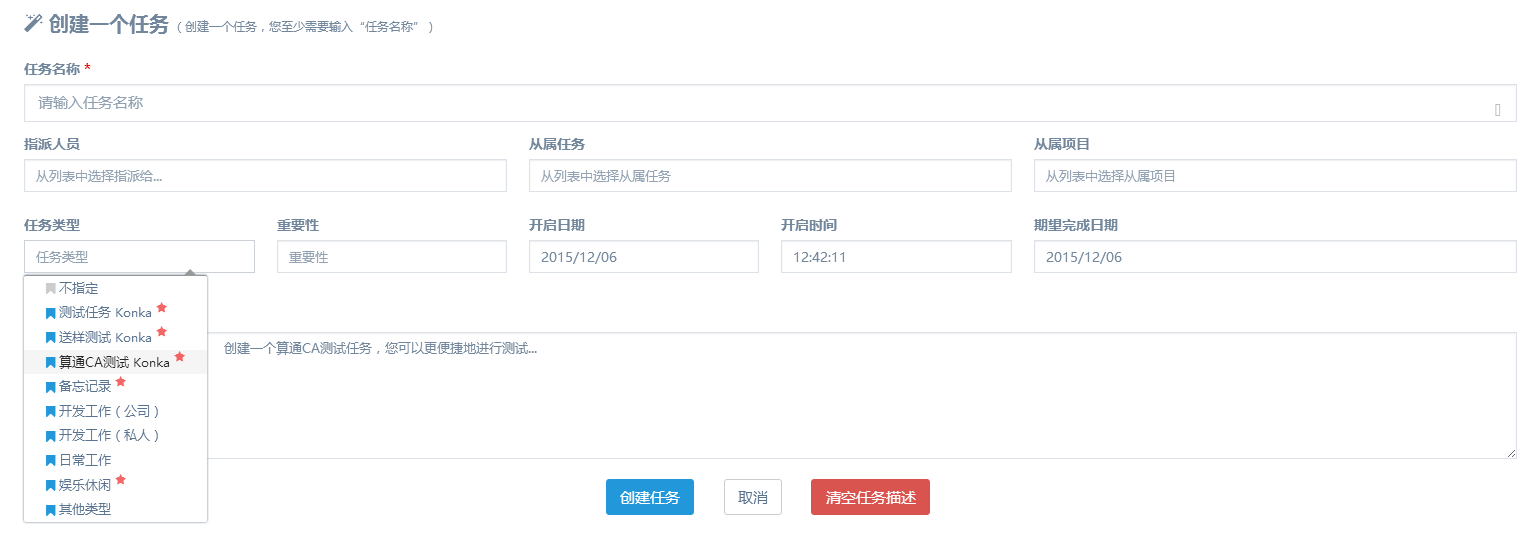 创建一个任务 ( 创建一个任务，您至少需要输入“任务名称” )
任务名称 *
请输入任务名称
指派人员 从属任务 从属项目
从列表中选择指派给... 从列表中选择从属任务 从列表中选择从属项目
任务类型 重要性 开启日期 开启时间 期望完成日期
任务类型 重要性 2015/12/06 12:42:11 2015/12/06
不指定
测试任务 Konka
送样测试 Konka
创建一个算通CA测试任务，您可以更便捷地进行测试...
算通CA测试 Konka
备忘记录
开发工作 ( 公司 )
开发工作 ( 私人 )
日常工作
娱乐休闲
其他类型
创建任务 取消 清空任务描述